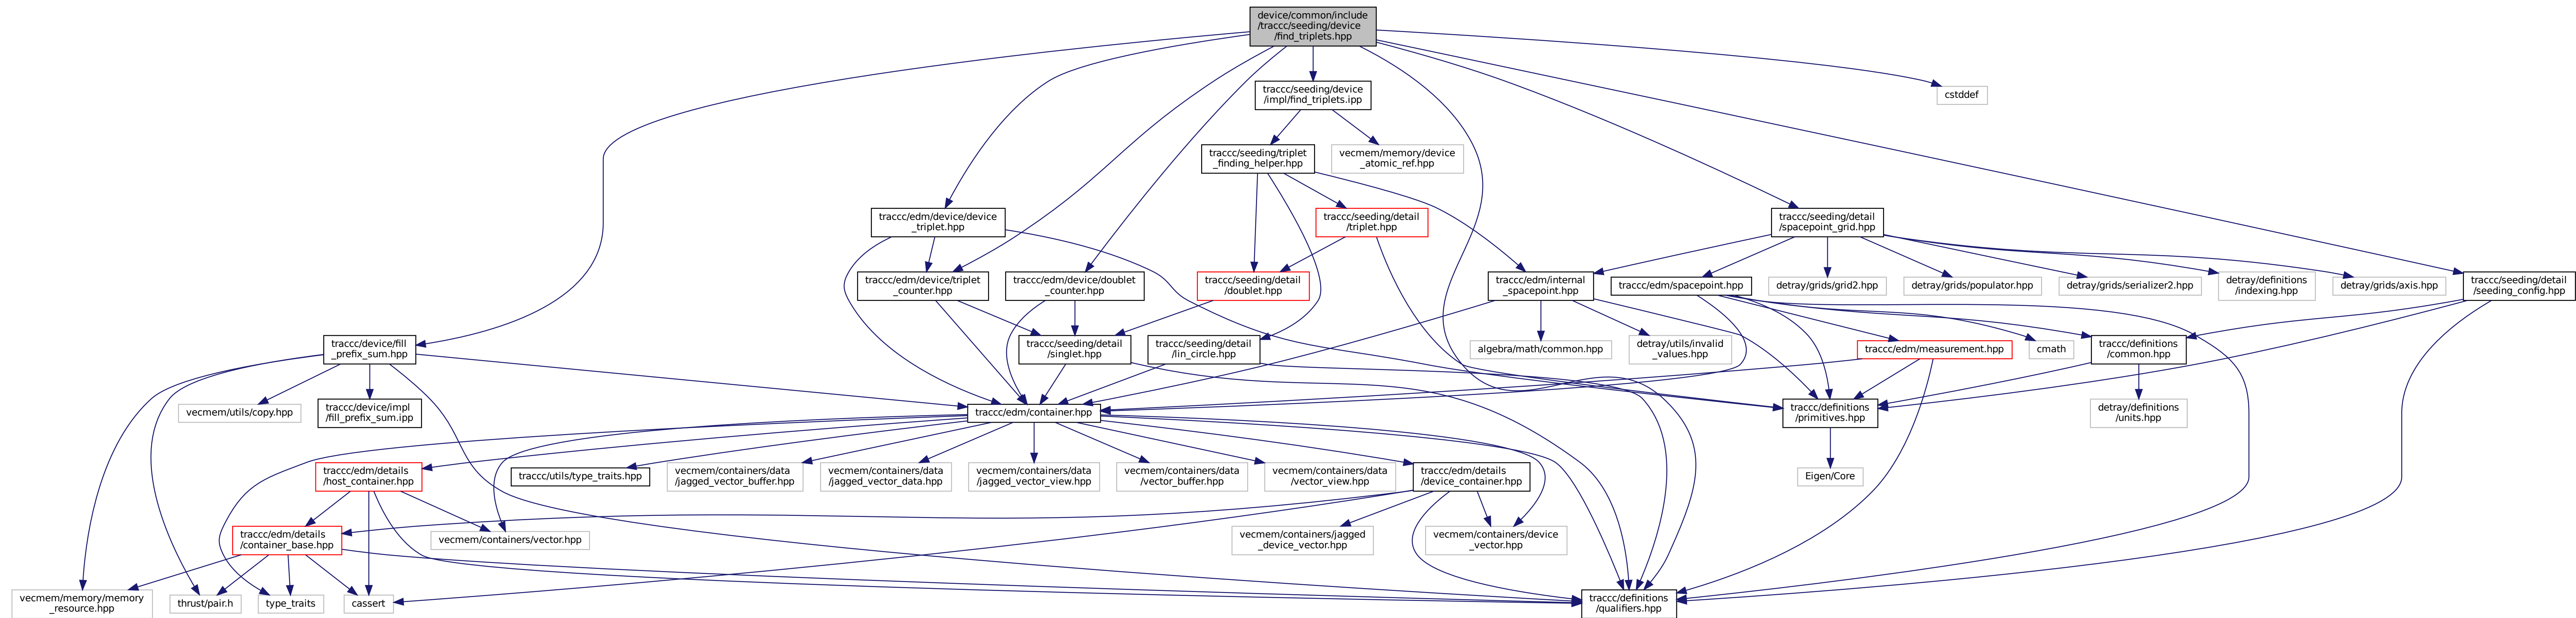 device/common/include
/traccc/seeding/device
/find_triplets.hpp
traccc/seeding/device
/impl/find_triplets.ipp
cstddef
traccc/seeding/triplet
_finding_helper.hpp
vecmem/memory/device
_atomic_ref.hpp
traccc/edm/device/device
_triplet.hpp
traccc/seeding/detail
/triplet.hpp
traccc/seeding/detail
/spacepoint_grid.hpp
traccc/edm/device/triplet
_counter.hpp
traccc/edm/device/doublet
_counter.hpp
traccc/seeding/detail
/doublet.hpp
traccc/edm/internal
_spacepoint.hpp
traccc/edm/spacepoint.hpp
detray/grids/grid2.hpp
detray/grids/populator.hpp
detray/grids/serializer2.hpp
detray/definitions
/indexing.hpp
detray/grids/axis.hpp
traccc/seeding/detail
/seeding_config.hpp
traccc/device/fill
_prefix_sum.hpp
traccc/seeding/detail
/singlet.hpp
traccc/seeding/detail
/lin_circle.hpp
algebra/math/common.hpp
detray/utils/invalid
_values.hpp
traccc/edm/measurement.hpp
cmath
traccc/definitions
/common.hpp
vecmem/utils/copy.hpp
traccc/device/impl
/fill_prefix_sum.ipp
traccc/edm/container.hpp
traccc/definitions
/primitives.hpp
detray/definitions
/units.hpp
traccc/edm/details
/host_container.hpp
traccc/utils/type_traits.hpp
vecmem/containers/data
/jagged_vector_buffer.hpp
vecmem/containers/data
/jagged_vector_data.hpp
vecmem/containers/data
/jagged_vector_view.hpp
vecmem/containers/data
/vector_buffer.hpp
vecmem/containers/data
/vector_view.hpp
traccc/edm/details
/device_container.hpp
Eigen/Core
traccc/edm/details
/container_base.hpp
vecmem/containers/vector.hpp
vecmem/containers/jagged
_device_vector.hpp
vecmem/containers/device
_vector.hpp
vecmem/memory/memory
_resource.hpp
thrust/pair.h
type_traits
cassert
traccc/definitions
/qualifiers.hpp